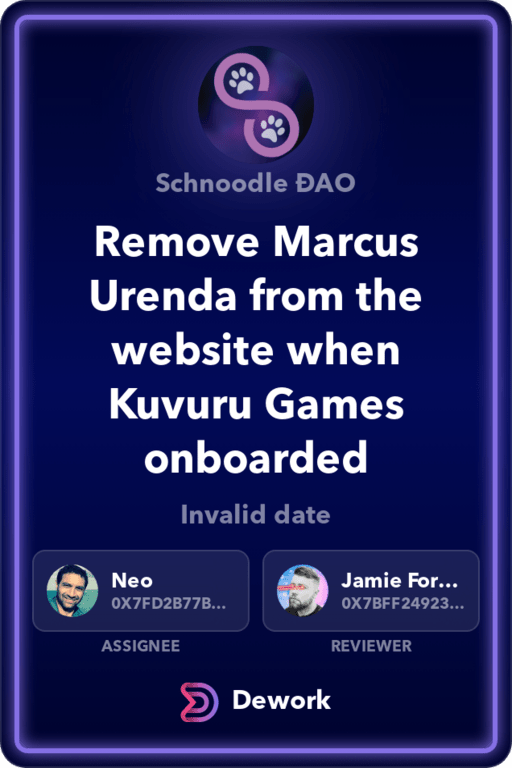 Schnoodle ÐAO
Remove Marcus
Urenda from the
website when
Kuvuru Games
onboarded
Invalid date
Neo
0X7FD2B77B...
Jamie For...
0X7BFF24923...
ASSIGNEE
REVIEWER
Dework